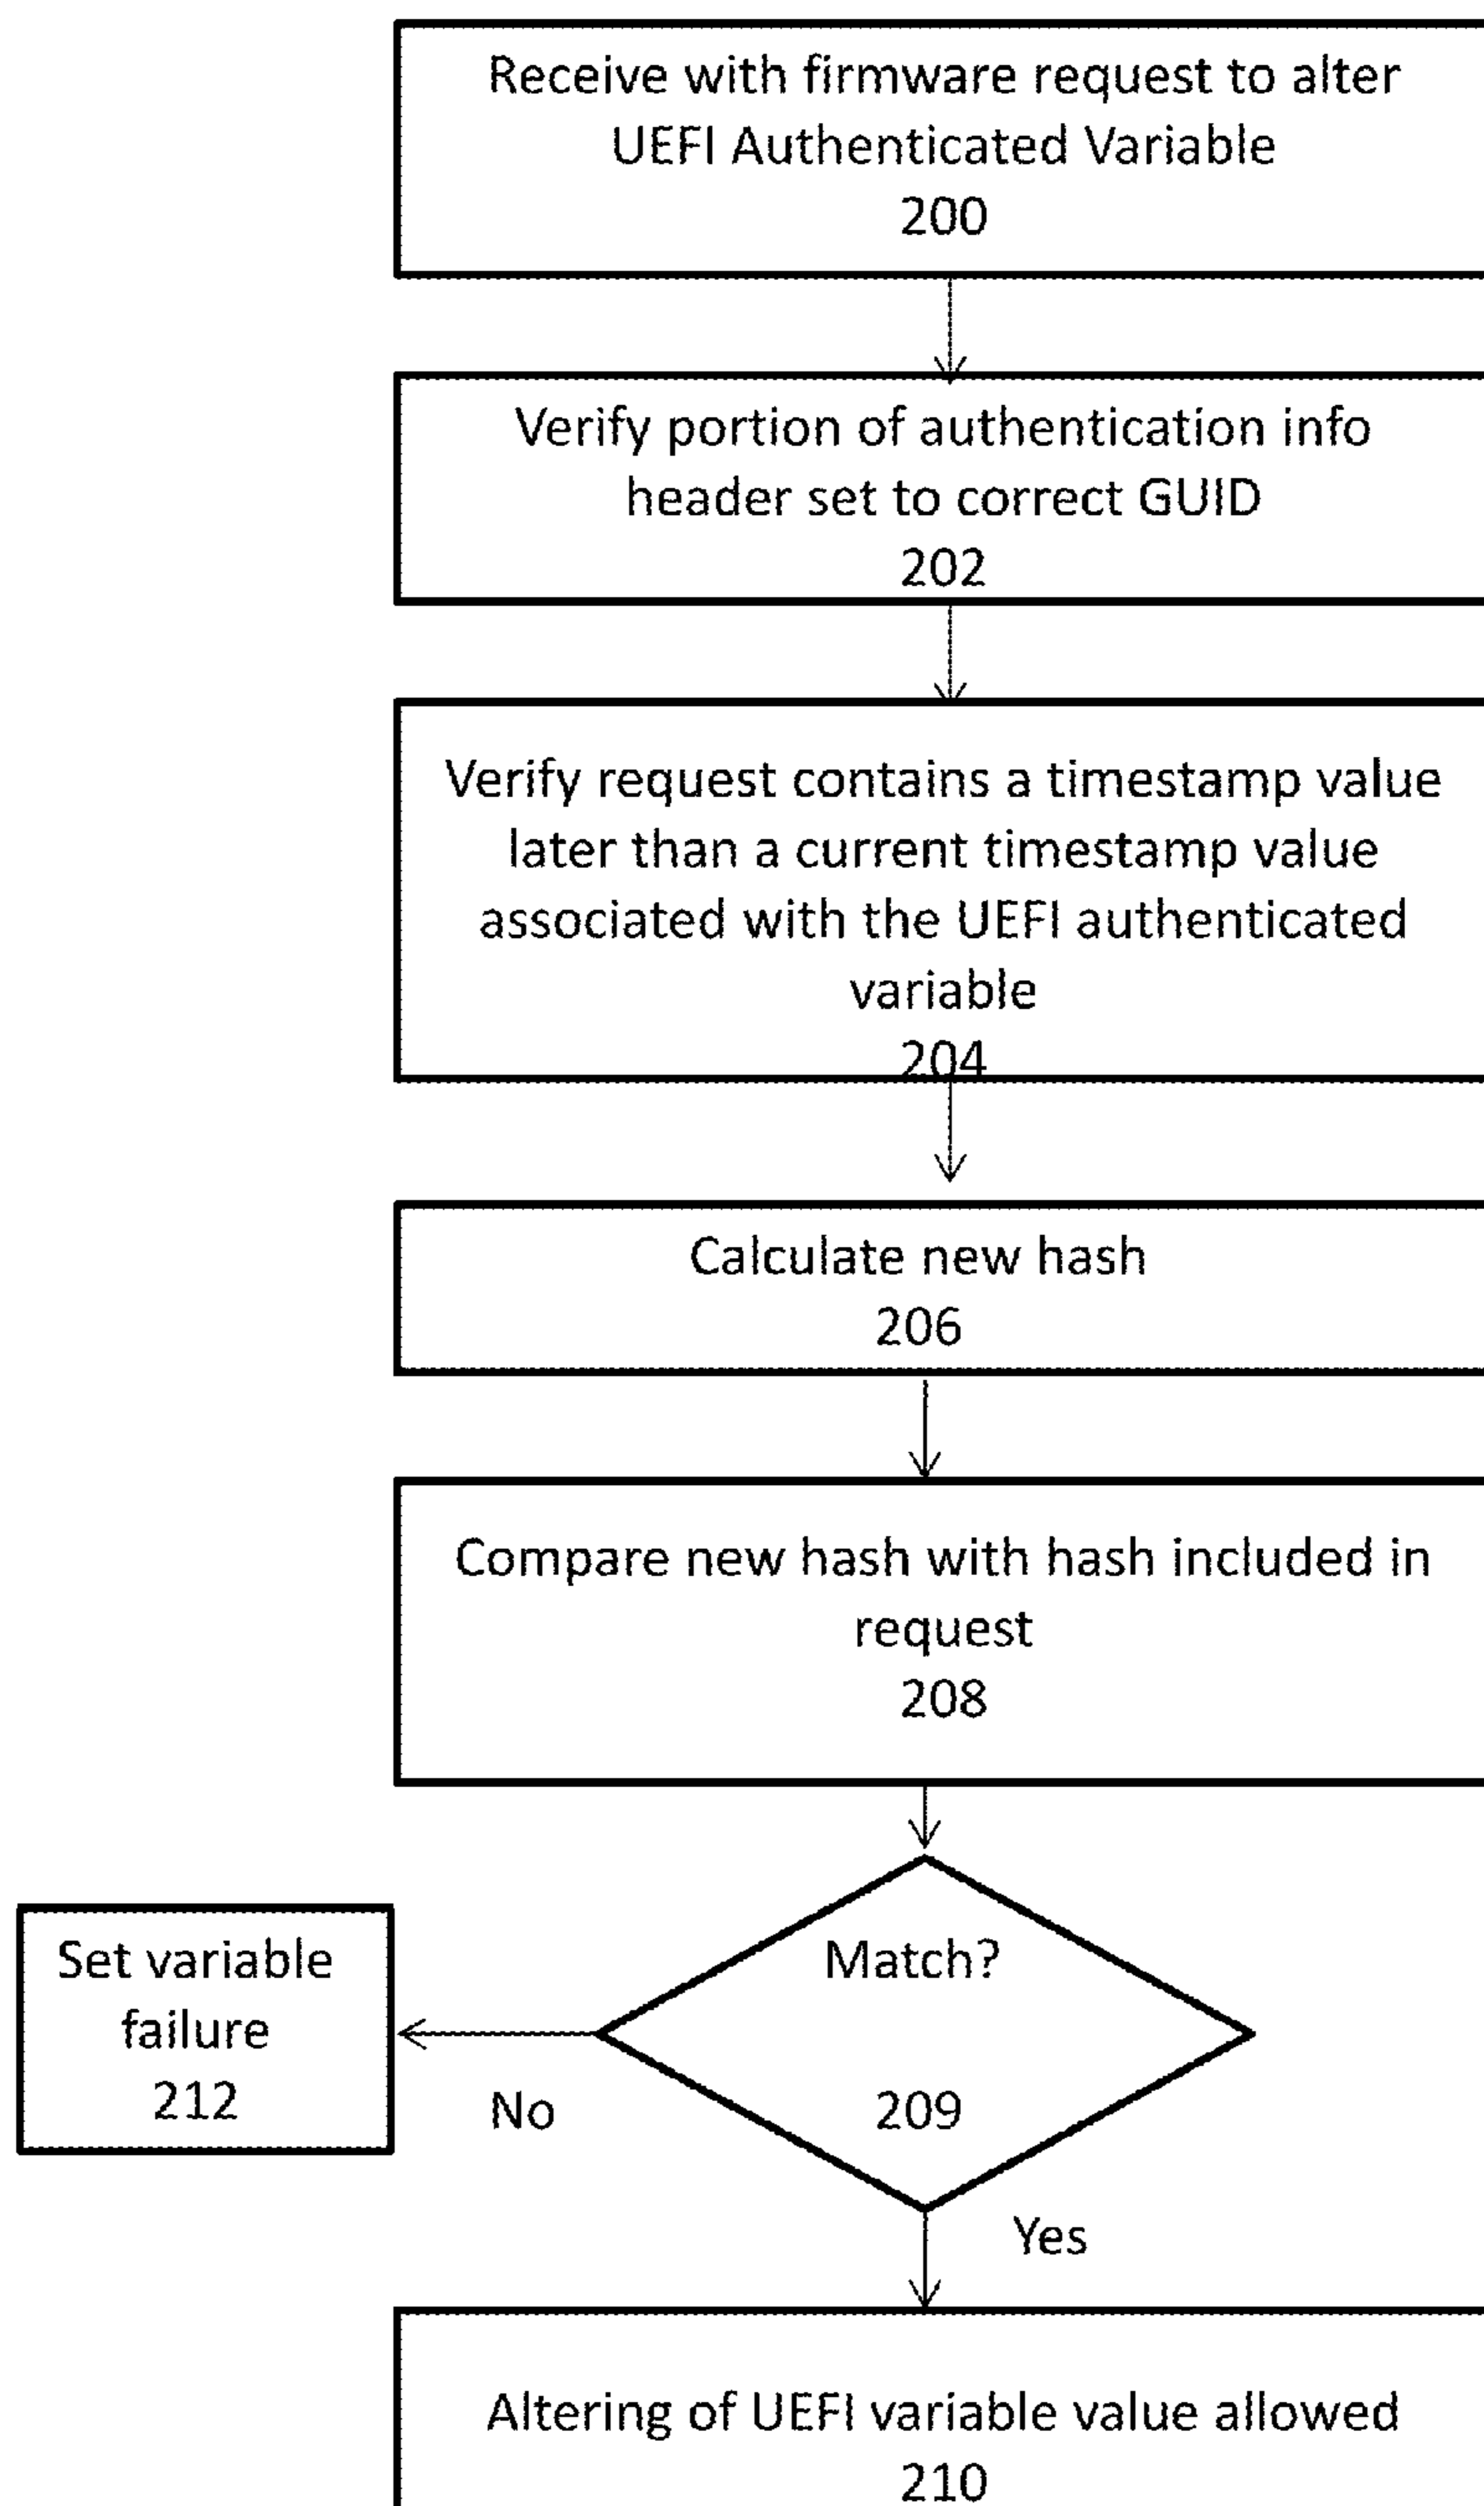 Receive with firmware request to alter
UEFI Authenticated Variable
200
Verify portion of authentication info
header set to correct GUID
202
Verify request contains a timestamp value
later than a current timestamp value
associated with the UEFI authenticated
variable
204
Calculate new hash
206
Compare new hash with hash included in
request
208
Match?
209
No
Set variable
failure
212
Yes
Altering of UEFI variable value allowed
210